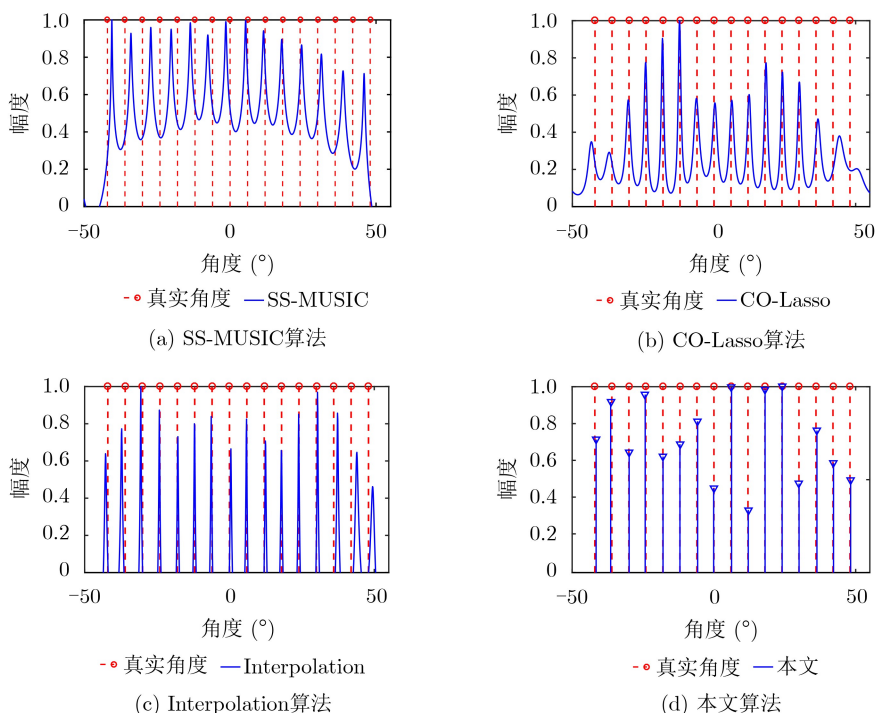 1.0
0.8
0.6
0.4
0.2
0
幅度
−50
0
50
角度 (°)
真实角度 SS-MUSIC
(a) SS-MUSIC算法
1.0
0.8
0.6
0.4
0.2
0
幅度
−50
0
50
角度 (°)
真实角度 CO-Lasso
(b) CO-Lasso算法
1.0
0.8
0.6
0.4
0.2
0
幅度
−50
0
50
角度 (°)
真实角度 Interpolation
(c) Interpolation算法
1.0
0.8
0.6
0.4
0.2
0
幅度
−50
0
50
角度 (°)
真实角度 本文
(d) 本文算法